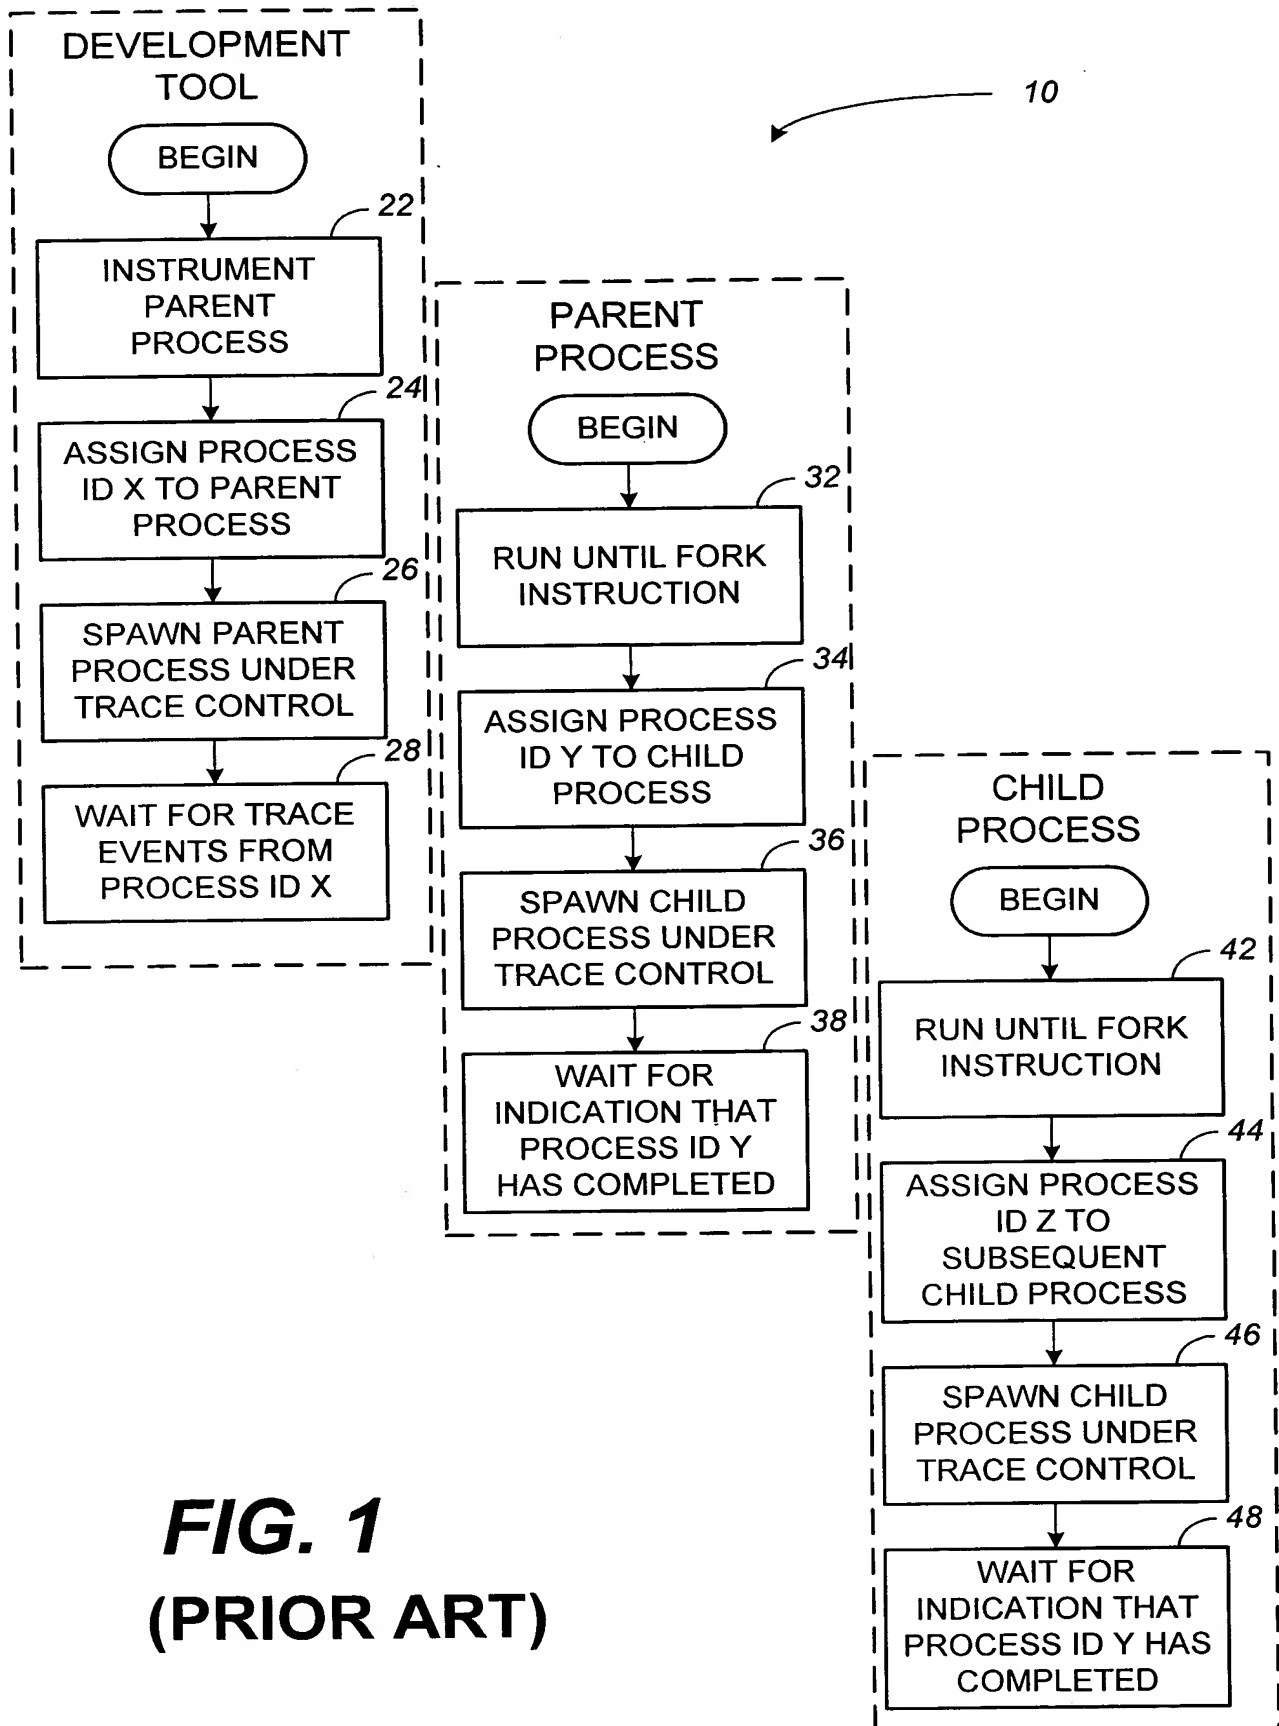 DEVELOPMENT
TOOL
BEGIN
22
INSTRUMENT
PARENT
PROCESS
24
ASSIGN PROCESS
ID X TO PARENT
PROCESS
26
SPAWN PARENT
PROCESS UNDER
TRACE CONTROL
28
WAIT FOR TRACE
EVENTS FROM
PROCESS ID X
10
PARENT
PROCESS
BEGIN
32
RUN UNTIL FORK
INSTRUCTION
34
ASSIGN PROCESS
ID Y TO CHILD
PROCESS
36
SPAWN CHILD
PROCESS UNDER
TRACE CONTROL
38
WAIT FOR
INDICATION THAT
PROCESS ID Y
HAS COMPLETED
CHILD
PROCESS
BEGIN
42
RUN UNTIL FORK
INSTRUCTION
44
ASSIGN PROCESS
ID Z TO
SUBSEQUENT
CHILD PROCESS
46
SPAWN CHILD
PROCESS UNDER
TRACE CONTROL
48
WAIT FOR
INDICATION THAT
PROCESS ID Y HAS
COMPLETED
FIG. 1
(PRIOR ART)